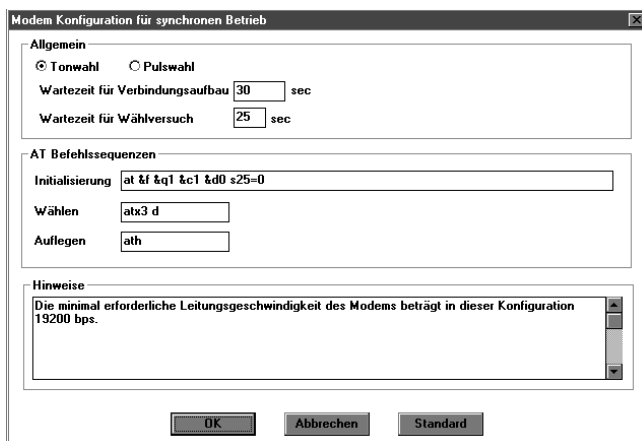 Modem Konfiguration für synchronen Betrieb
Allgemein
Tonwahl Pulswahl
Wartezeit für Verbindungsaufbau 30 sec
Wartezeit für Wählversuch 25 sec
AT Befehlssequenzen
Initialisierung at &f &q1 &c1 &d0 s25=0
Wählen atx3 d
Auflegen ath
Hinweise
Die minimal erforderliche Leitungsgeschwindigkeit des Modems beträgt in dieser Konfiguration
19200 bps.
OK Abbrechen Standard